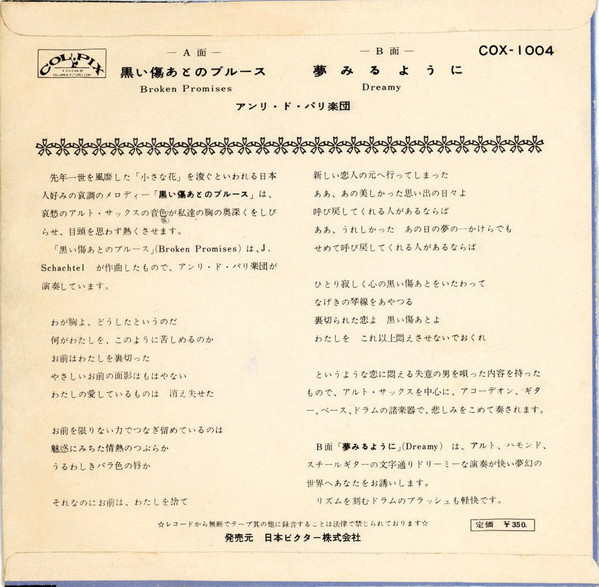 COLPIX
—A面—
黒い傷あとのブルース
Broken Promises
—B面—
夢みるように
Dreamy
COX-1004
アンリ・ド・パリ楽団
先年一世を風靡した「小さな花」を凌ぐといわれる日本
人好みの哀調のメロディー「黒い傷あとのブルース」は、
哀愁のアルト・サックスの音色が私達の胸の奥深くをしび
らせ、目頭を思わず熱くさせます。
「黒い傷あとのブルース」(Broken Promises)は、J.
Schachtel が作曲したもので、アンリ・ド・パリ楽団が
演奏しています。
わが胸よ、どうしたというのだ
何がわたしを、このように苦しめるのか
お前はわたしを裏切った
やさしいお前の面影はもはやない
わたしの愛しているものは 消え失せた
お前を限りない力でつなぎ留めているのは
魅惑にみちた情熱のつぶらか
うるわしきバラ色の唇か
それなのにお前は、わたしを捨て
新しい恋人の元へ行ってしまった
ああ、あの美しかった思い出の日々よ
呼び戻してくれる人があるならば
ああ、うれしかった あの日の夢の一かけらでも
せめて呼び戻してくれる人があるならば
ひとり寂しく心の黒い傷あとをいたわって
なげきの琴線をあやつる
裏切られた恋よ 黒い傷あとよ
わたしを これ以上悶えさせないでおくれ
というような恋に悶える失意の男を唄った内容を持った
もので、アルト・サックスを中心に、アコーデオン、ギタ
ー、ベース、ドラムの諸楽器で、悲しみをこめて奏されます。
B面「夢みるように」(Dreamy) は、アルト、ハモンド、
スチールギターの文字通りドリーミーな演奏が快い夢幻の
世界へあなたをお誘いします。
リズムを刻むドラムのブラッシュも軽快です。
☆レコードから無断でテープ其の他に録音することは法律で禁じられております☆
発売元 日本ビクター株式会社
定価 ¥350.